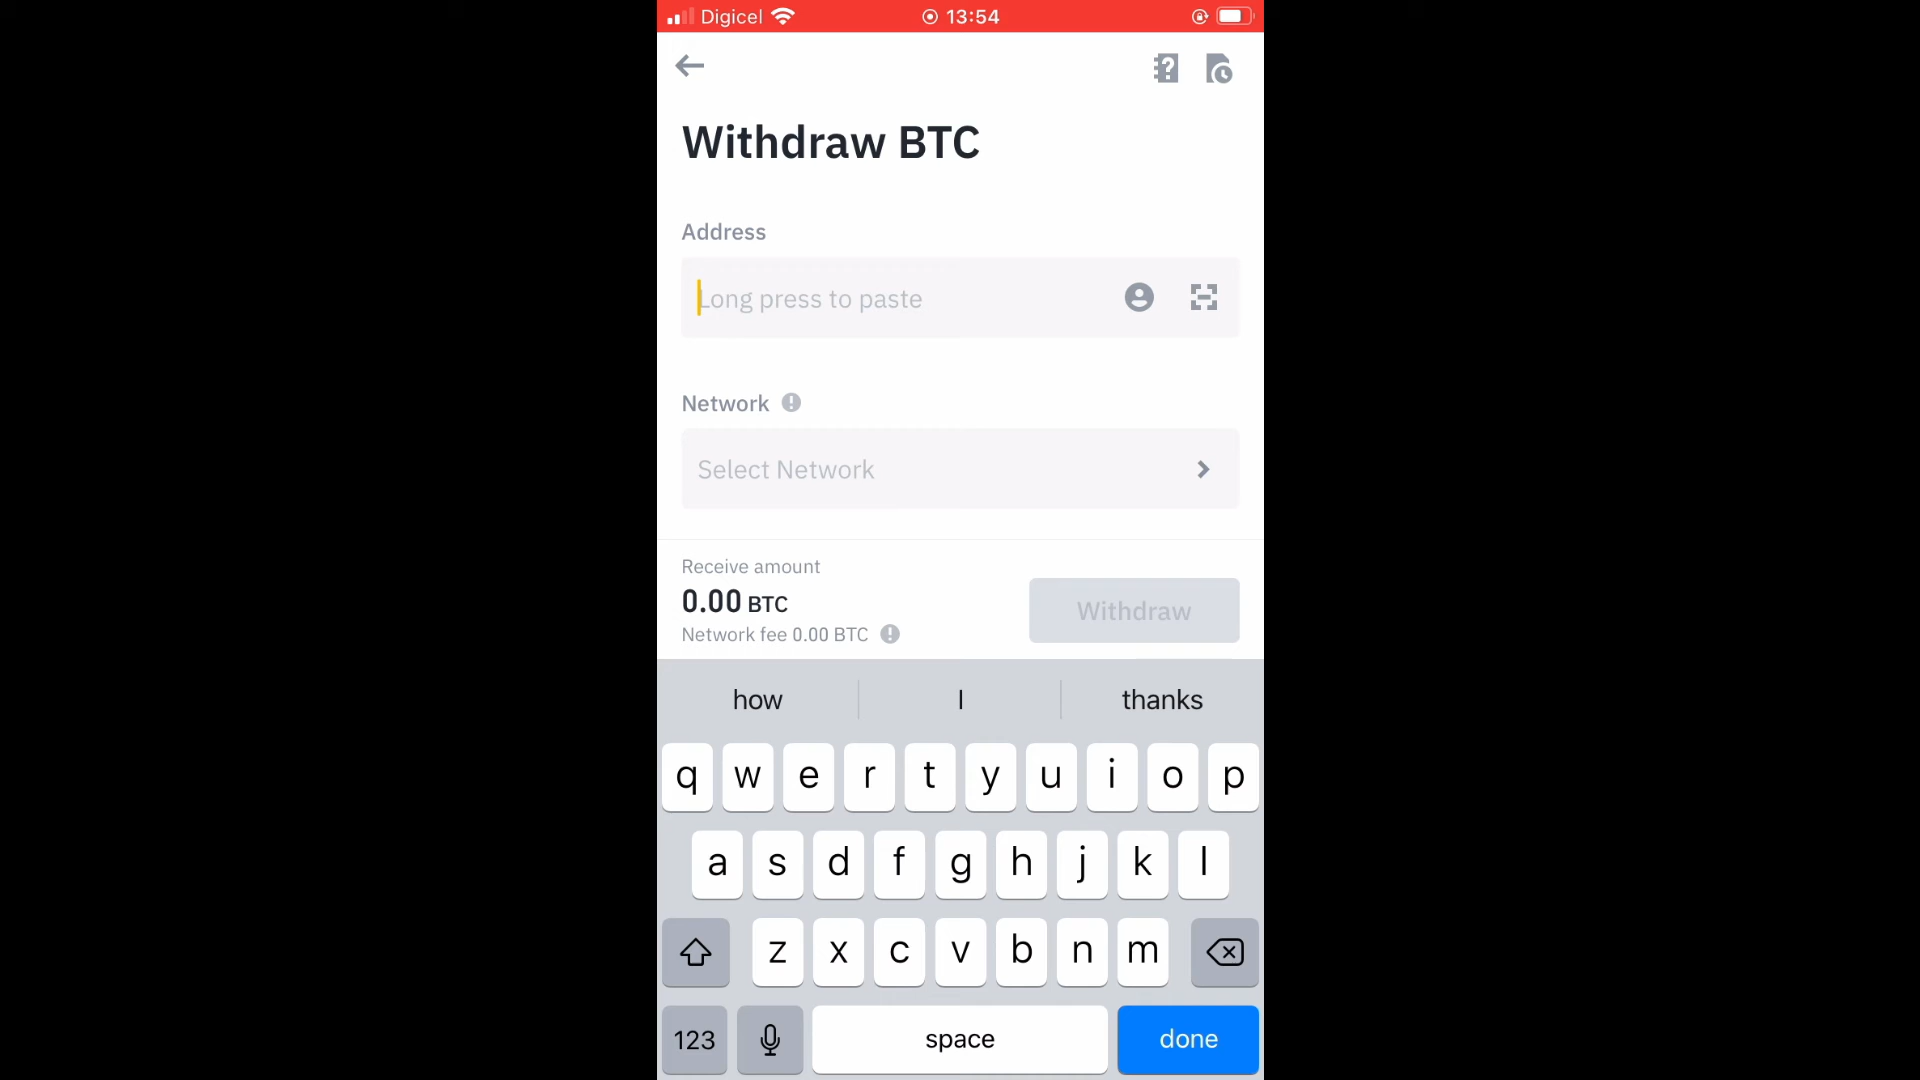 Digicel 13:54
Withdraw BTC
Address
Long press to paste
Network
Select Network
Receive amount
0.00 BTC
Network fee 0.00 BTC
Withdraw
how I thanks
q w e r t y u i o p
a s d f g h j k l
z x c v b n m
123 space done